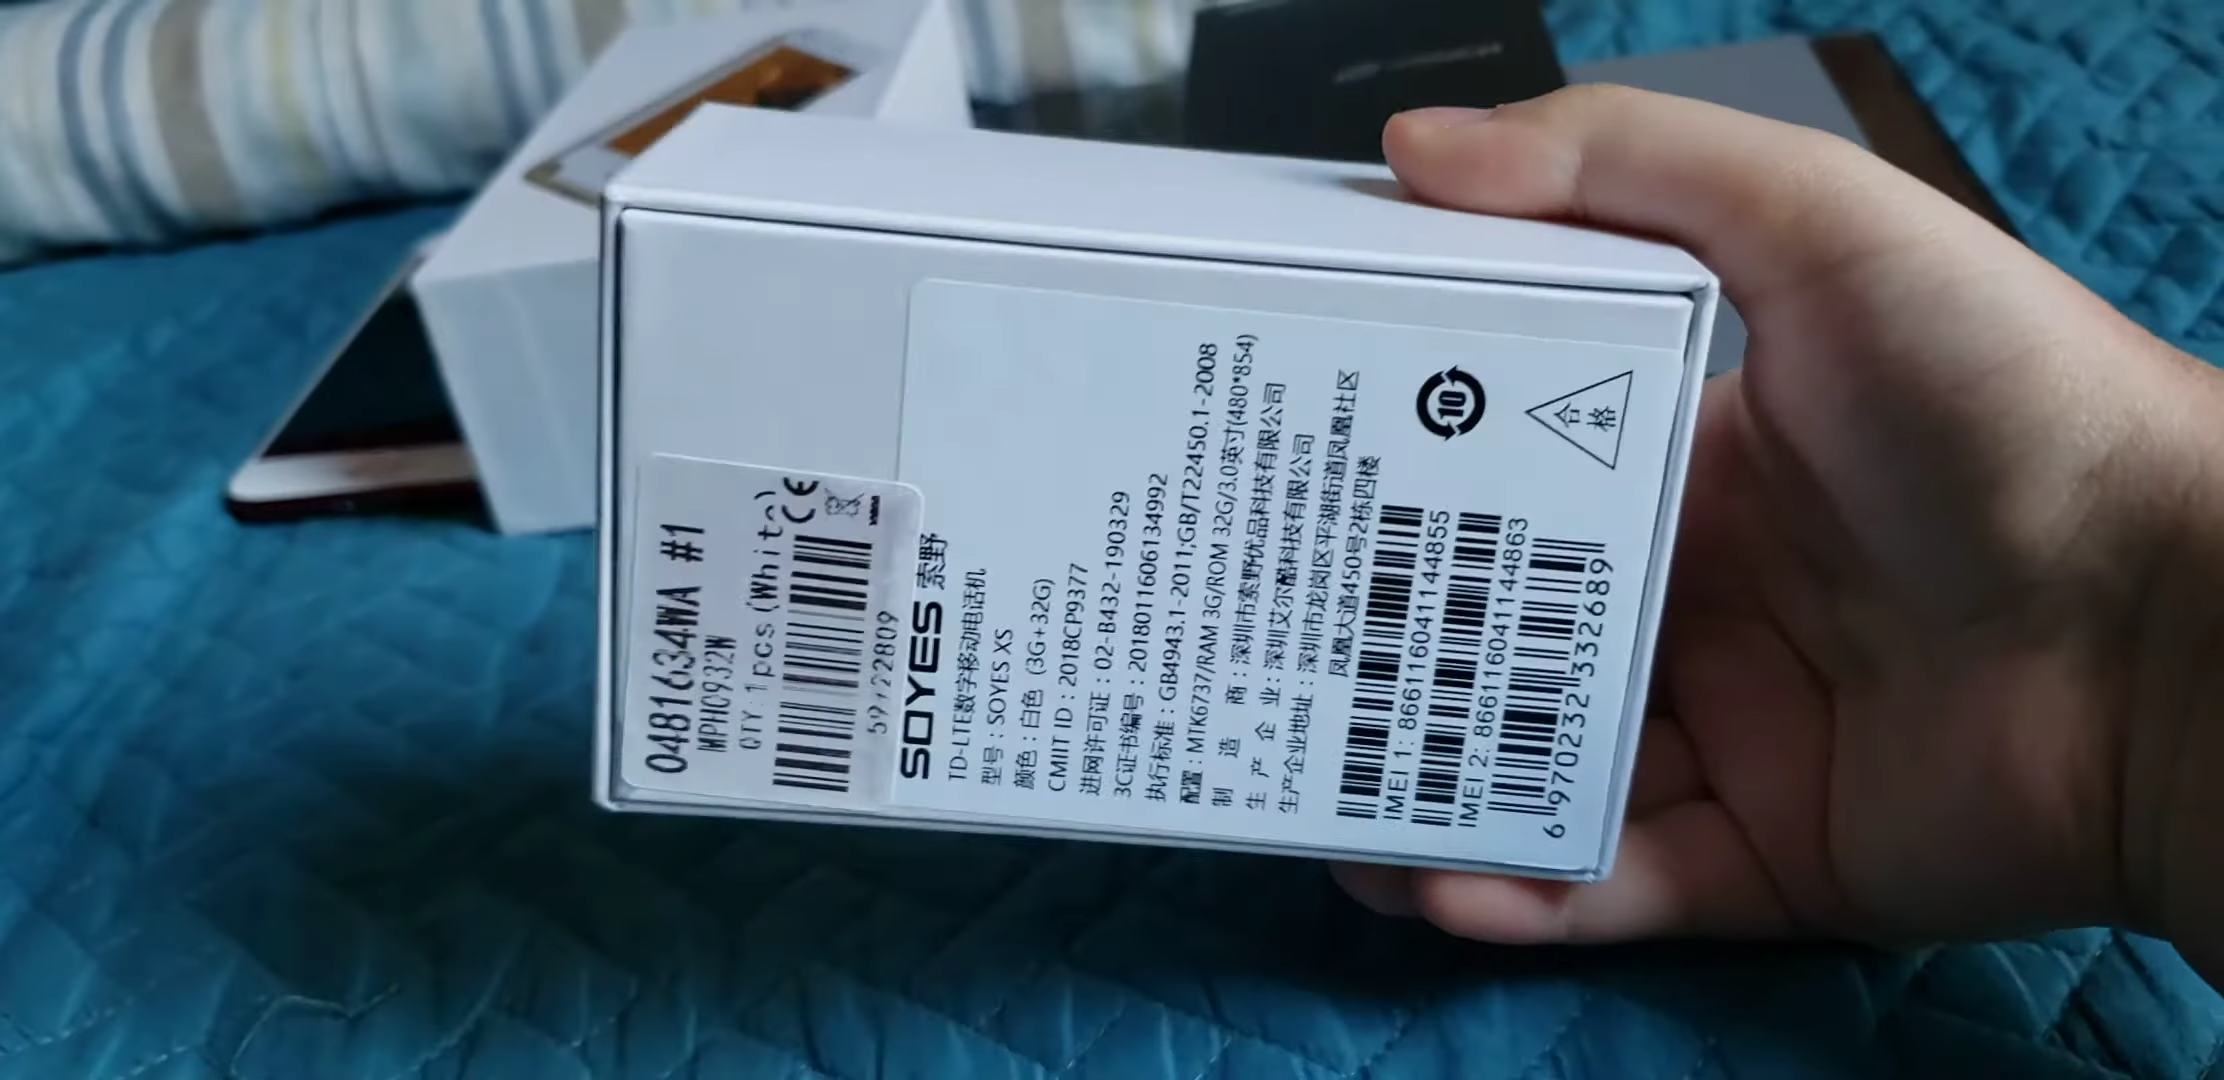 04B1634WA #1
WPHC932W
QTY:1pcs(White)
CE
59722809
SOYES 索野
TD-LTE数字移动电话机
型号：SOYES XS
颜色：白色（3G+32G）
CMIIT ID：2018CP9377
进网许可证：02-B432-190329
3C证书编号：2018011606134992
执行标准：GB4943.1-2011;GB/T22450.1-2008
配置：MTK6737/RAM 3G/ROM 32G/3.0英寸(480*854)
制造商：深圳市索野优品科技有限公司
生产企业：深圳艾尔酷科技有限公司
生产企业地址：深圳市龙岗区平湖街道凤凰社区
凤凰大道450号2栋四楼
IMEI 1: 866116041144855
IMEI 2: 866116041144863
6 970232 332689
10
合格